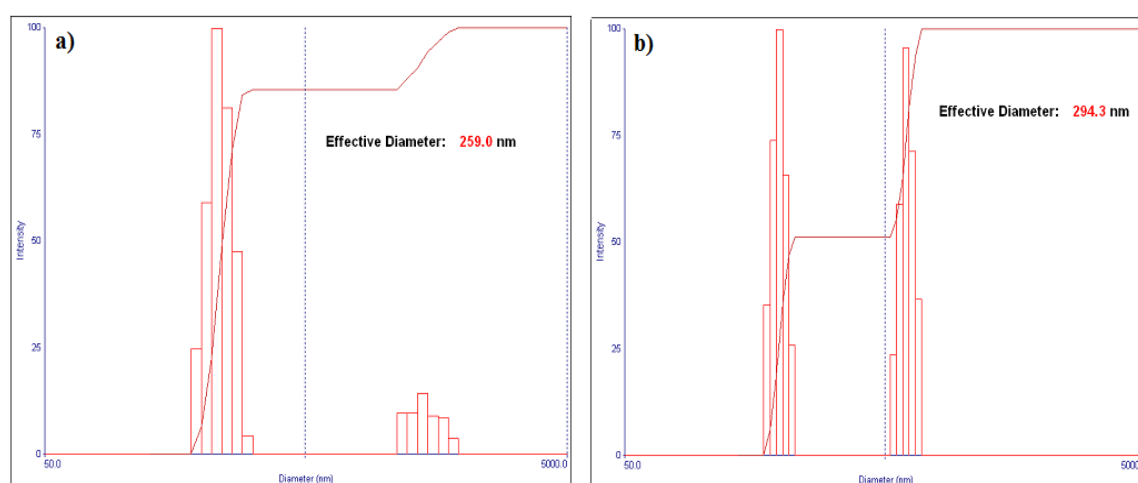 a)
100
75
50
25
0
Intensity
Effective Diameter: 259.0 nm
50.0
5000.0
Diameter (nm)
b)
100
75
50
25
0
Intensity
Effective Diameter: 294.3 nm
50.0
5000.
Diameter (nm)